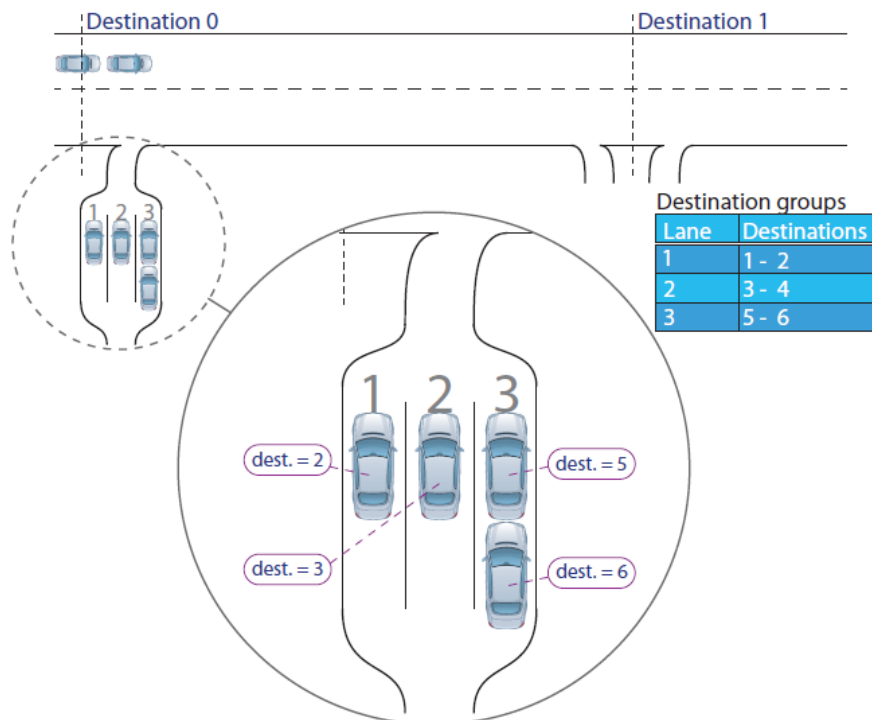 Destination 0
Destination 1
1 2 3
Destination groups
Lane Destinations
1 1 - 2
2 3 - 4
3 5 - 6
1 2 3
dest. = 2
dest. = 5
dest. = 3
dest. = 6